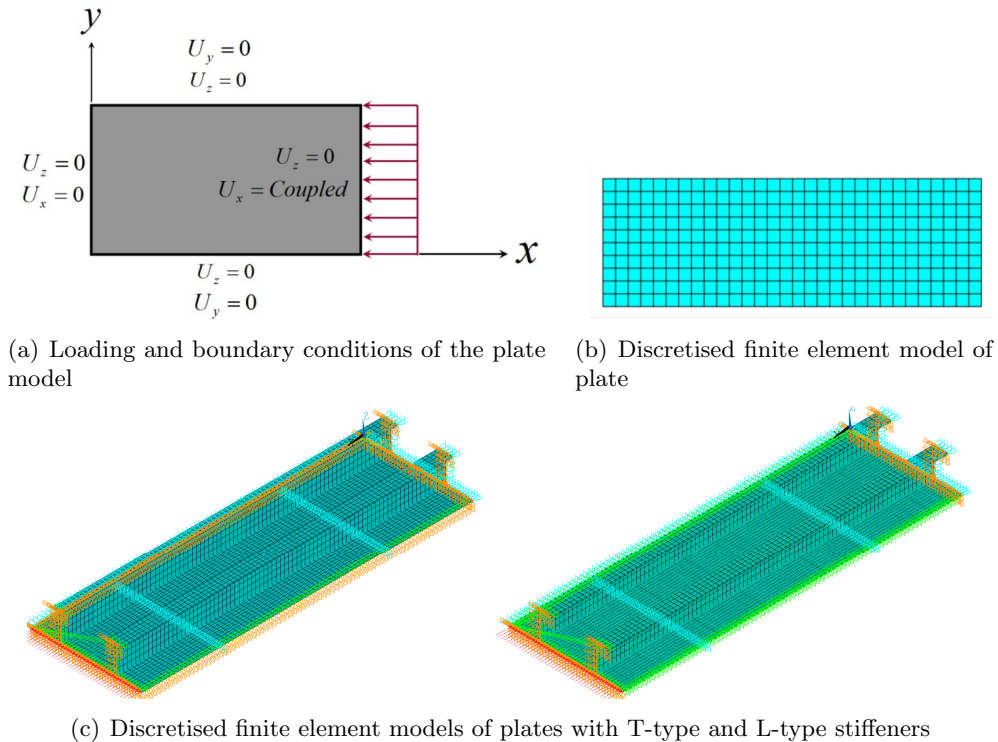 y
U_y = 0
U_z = 0
U_z = 0
U_x = 0
U_z = 0
U_x = Coupled
x
U_z = 0
U_y = 0
(a) Loading and boundary conditions of the plate
model
(b) Discretised finite element model of
plate
Z
(c) Discretised finite element models of plates with T-type and L-type stiffeners